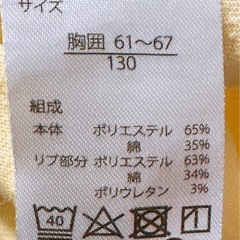 サイズ
胸囲 61～67
130
組成
本体 ポリエステル 65%
綿 35%
リブ部分 ポリエステル 63%
綿 34%
ポリウレタン 3%
40
1